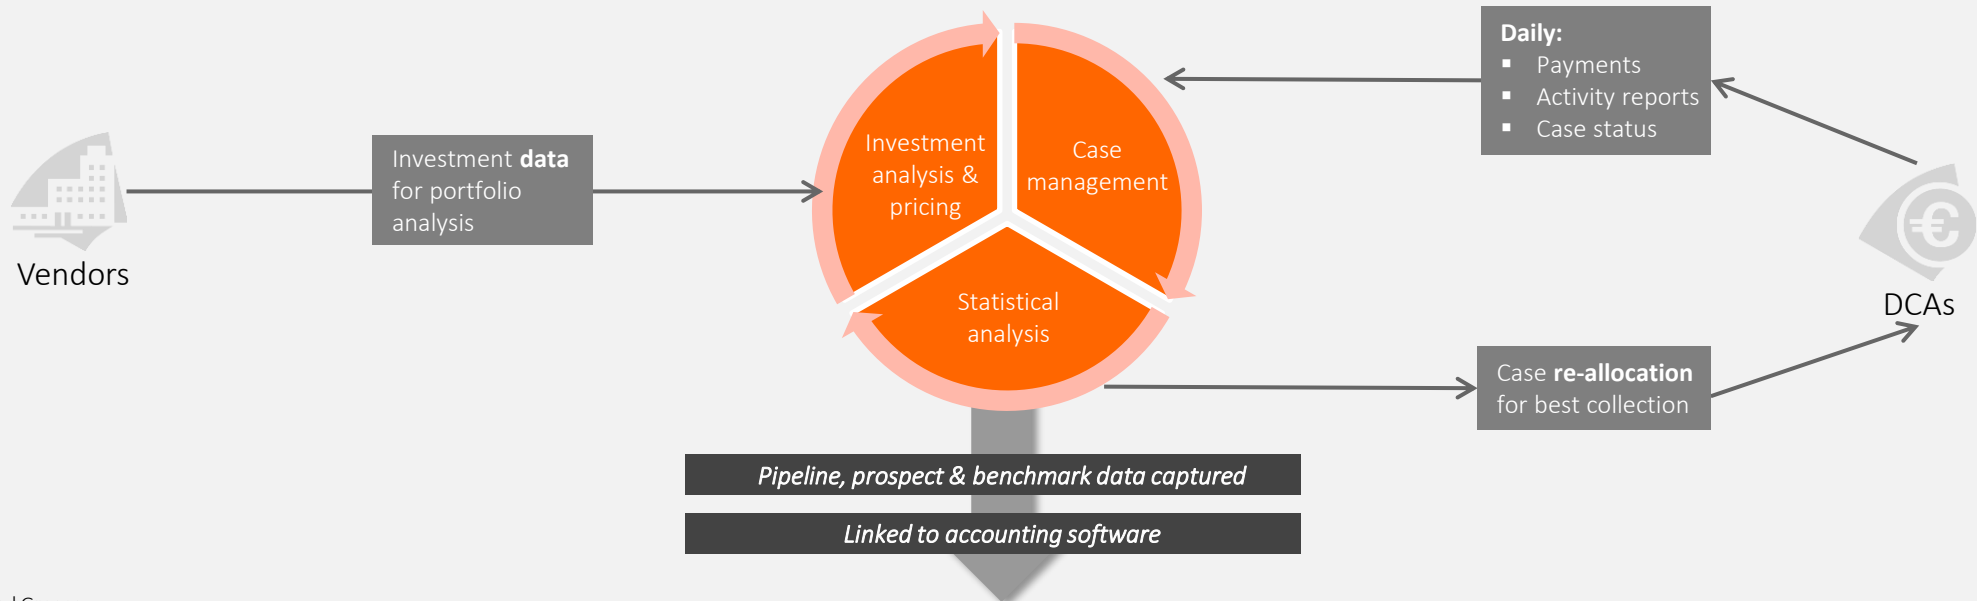 Vendors
Investment data
for portfolio
analysis
Investment
analysis &
pricing
Case
management
Statistical
analysis
Daily:
▪ Payments
▪ Activity reports
▪ Case status
DCAs
Case re-allocation
for best collection
Pipeline, prospect & benchmark data captured
Linked to accounting software